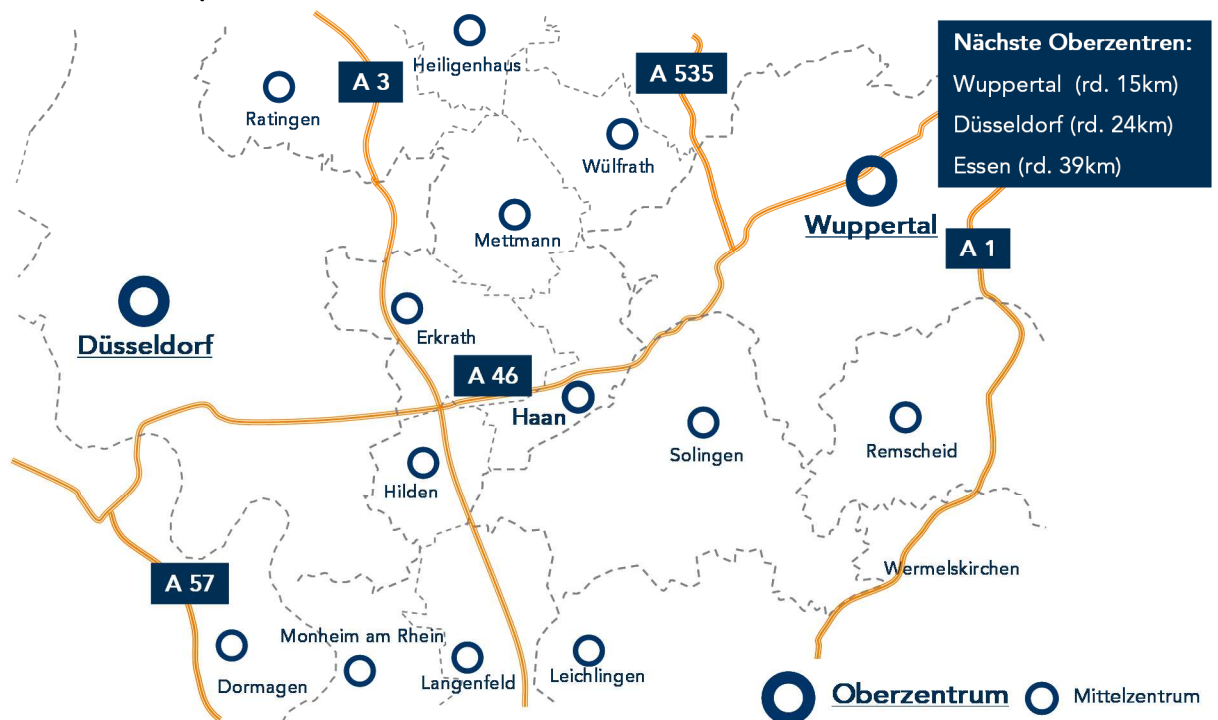 Nächste Oberzentren:
Wuppertal (rd. 15km)
Düsseldorf (rd. 24km)
Essen (rd. 39km)
A 3
Heiligenhaus
A 535
Ratingen
Wülfrath
Mettmann
Wuppertal
A 1
Düsseldorf
Erkrath
A 46
Haan
Solingen
Remscheid
Hilden
Wermelskirchen
A 57
Monheim am Rhein
Dormagen
Langenfeld
Leichlingen
Oberzentrum
Mittelzentrum